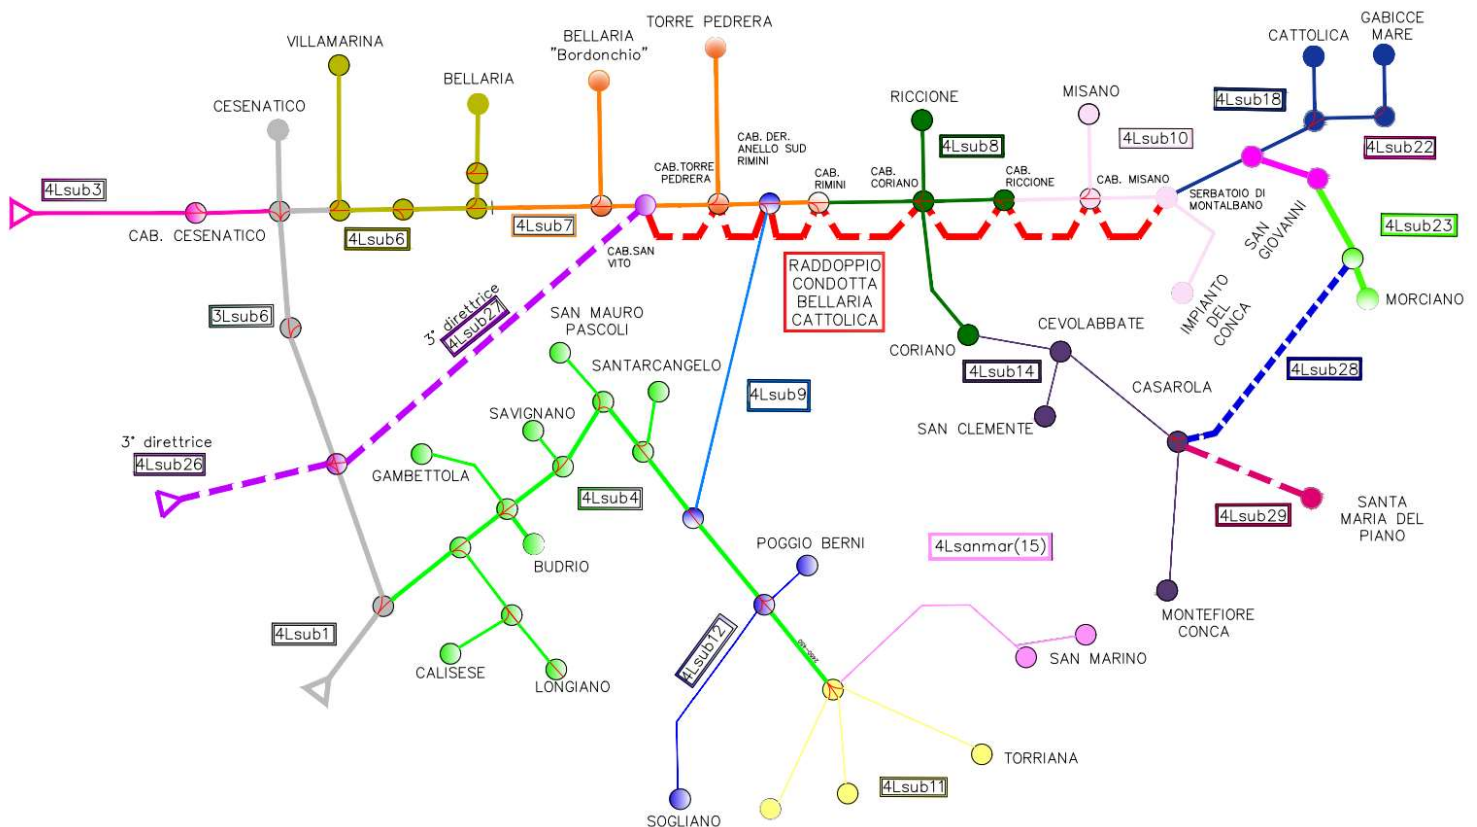 GABICCE
MARE
CATTOLICA
TORRE PEDRERA
BELLARIA
"Bordonchio"
VILLAMARINA
BELLARIA
CESENATICO
RICCIONE
MISANO
4Lsub18
4Lsub10
4Lsub8
4Lsub22
CAB. DER.
ANELLO SUD
RIMINI
CAB.TORRE
PEDRERA
CAB.
RIMINI
CAB.
CORIANO
CAB.
RICCIONE
CAB. MISANO
SERBATOIO DI
MONTALBANO
4Lsub3
CAB. CESENATICO
4Lsub6
4Lsub7
CAB.SAN
VITO
SAN
GIOVANNI
4Lsub23
RADDOPPIO
CONDOTTA
BELLARIA
CATTOLICA
IMPIANTO
DEL
CONCA
MORCIANO
3Lsub6
3° direttrice
4Lsub27
SAN MAURO
PASCOLI
SANTARCANGELO
CEVOLABBATE
CORIANO
4Lsub14
4Lsub28
CASAROLA
4Lsub9
SAVIGNANO
SAN CLEMENTE
3° direttrice
4Lsub26
GAMBETTOLA
4Lsub4
4Lsub29
SANTA
MARIA DEL
PIANO
BUDRIO
POGGIO BERNI
4Lsanmar(15)
MONTEFIORE
CONCA
4Lsub1
4Lsub12
CALISESE
LONGIANO
SAN MARINO
TORRIANA
4Lsub11
SOGLIANO